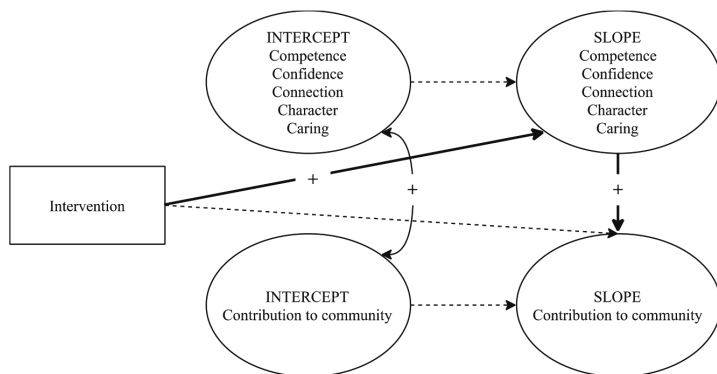 INTERCEPT
Competence
Confidence
Connection
Character
Caring
SLOPE
Competence
Confidence
Connection
Character
Caring
+
+
+
Intervention
INTERCEPT
Contribution to community
SLOPE
Contribution to community